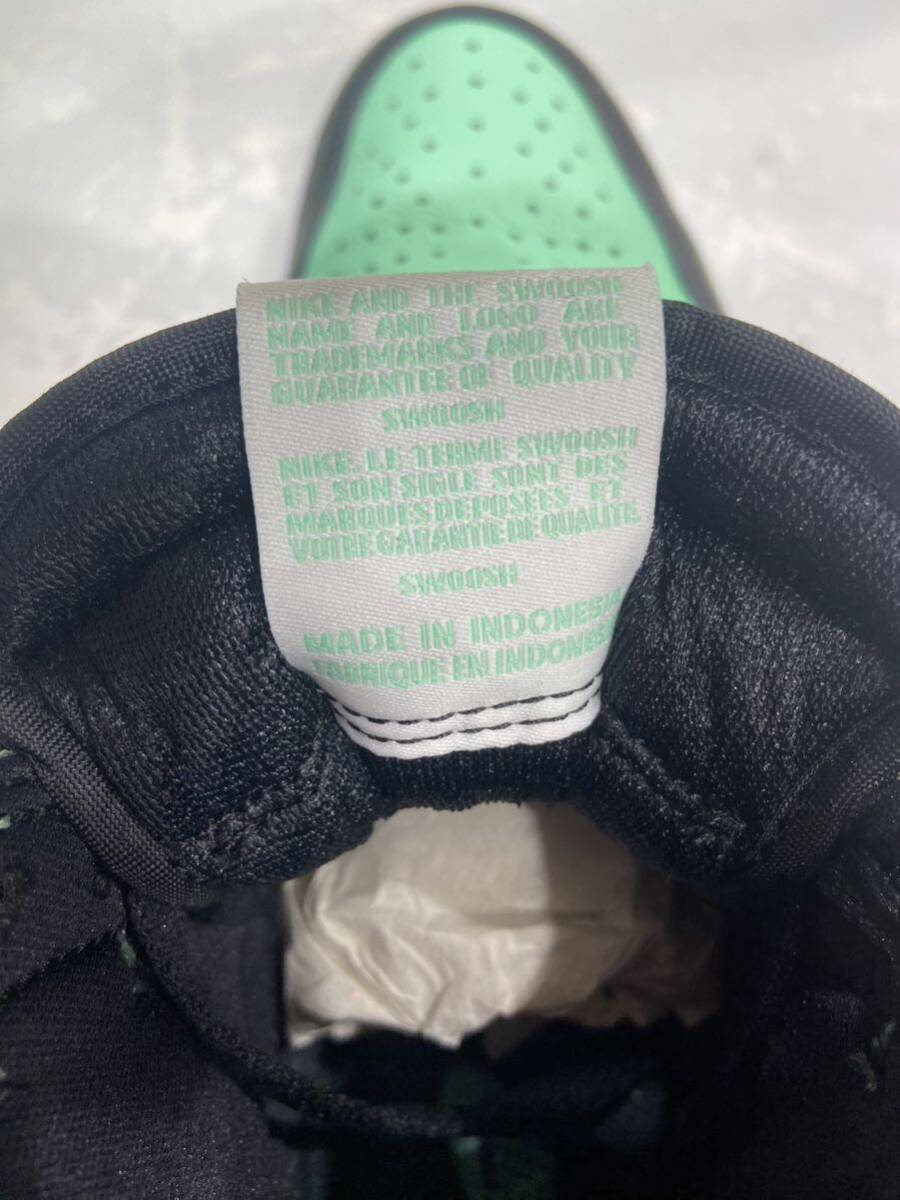 NIKE AND THE SWOOSH
NAME AND LOGO ARE
TRADEMARKS AND YOUR
GUARANTEE OF QUALITY
SWOOSH
NIKE. LE TERME SWOOSH
ET SON SIGLE SONT DES
MARQUES DEPOSEES ET
VOTRE GARANTIE DE QUALITE.
SWOOSH
MADE IN INDONESIA
FABRIQUE EN INDONESIE